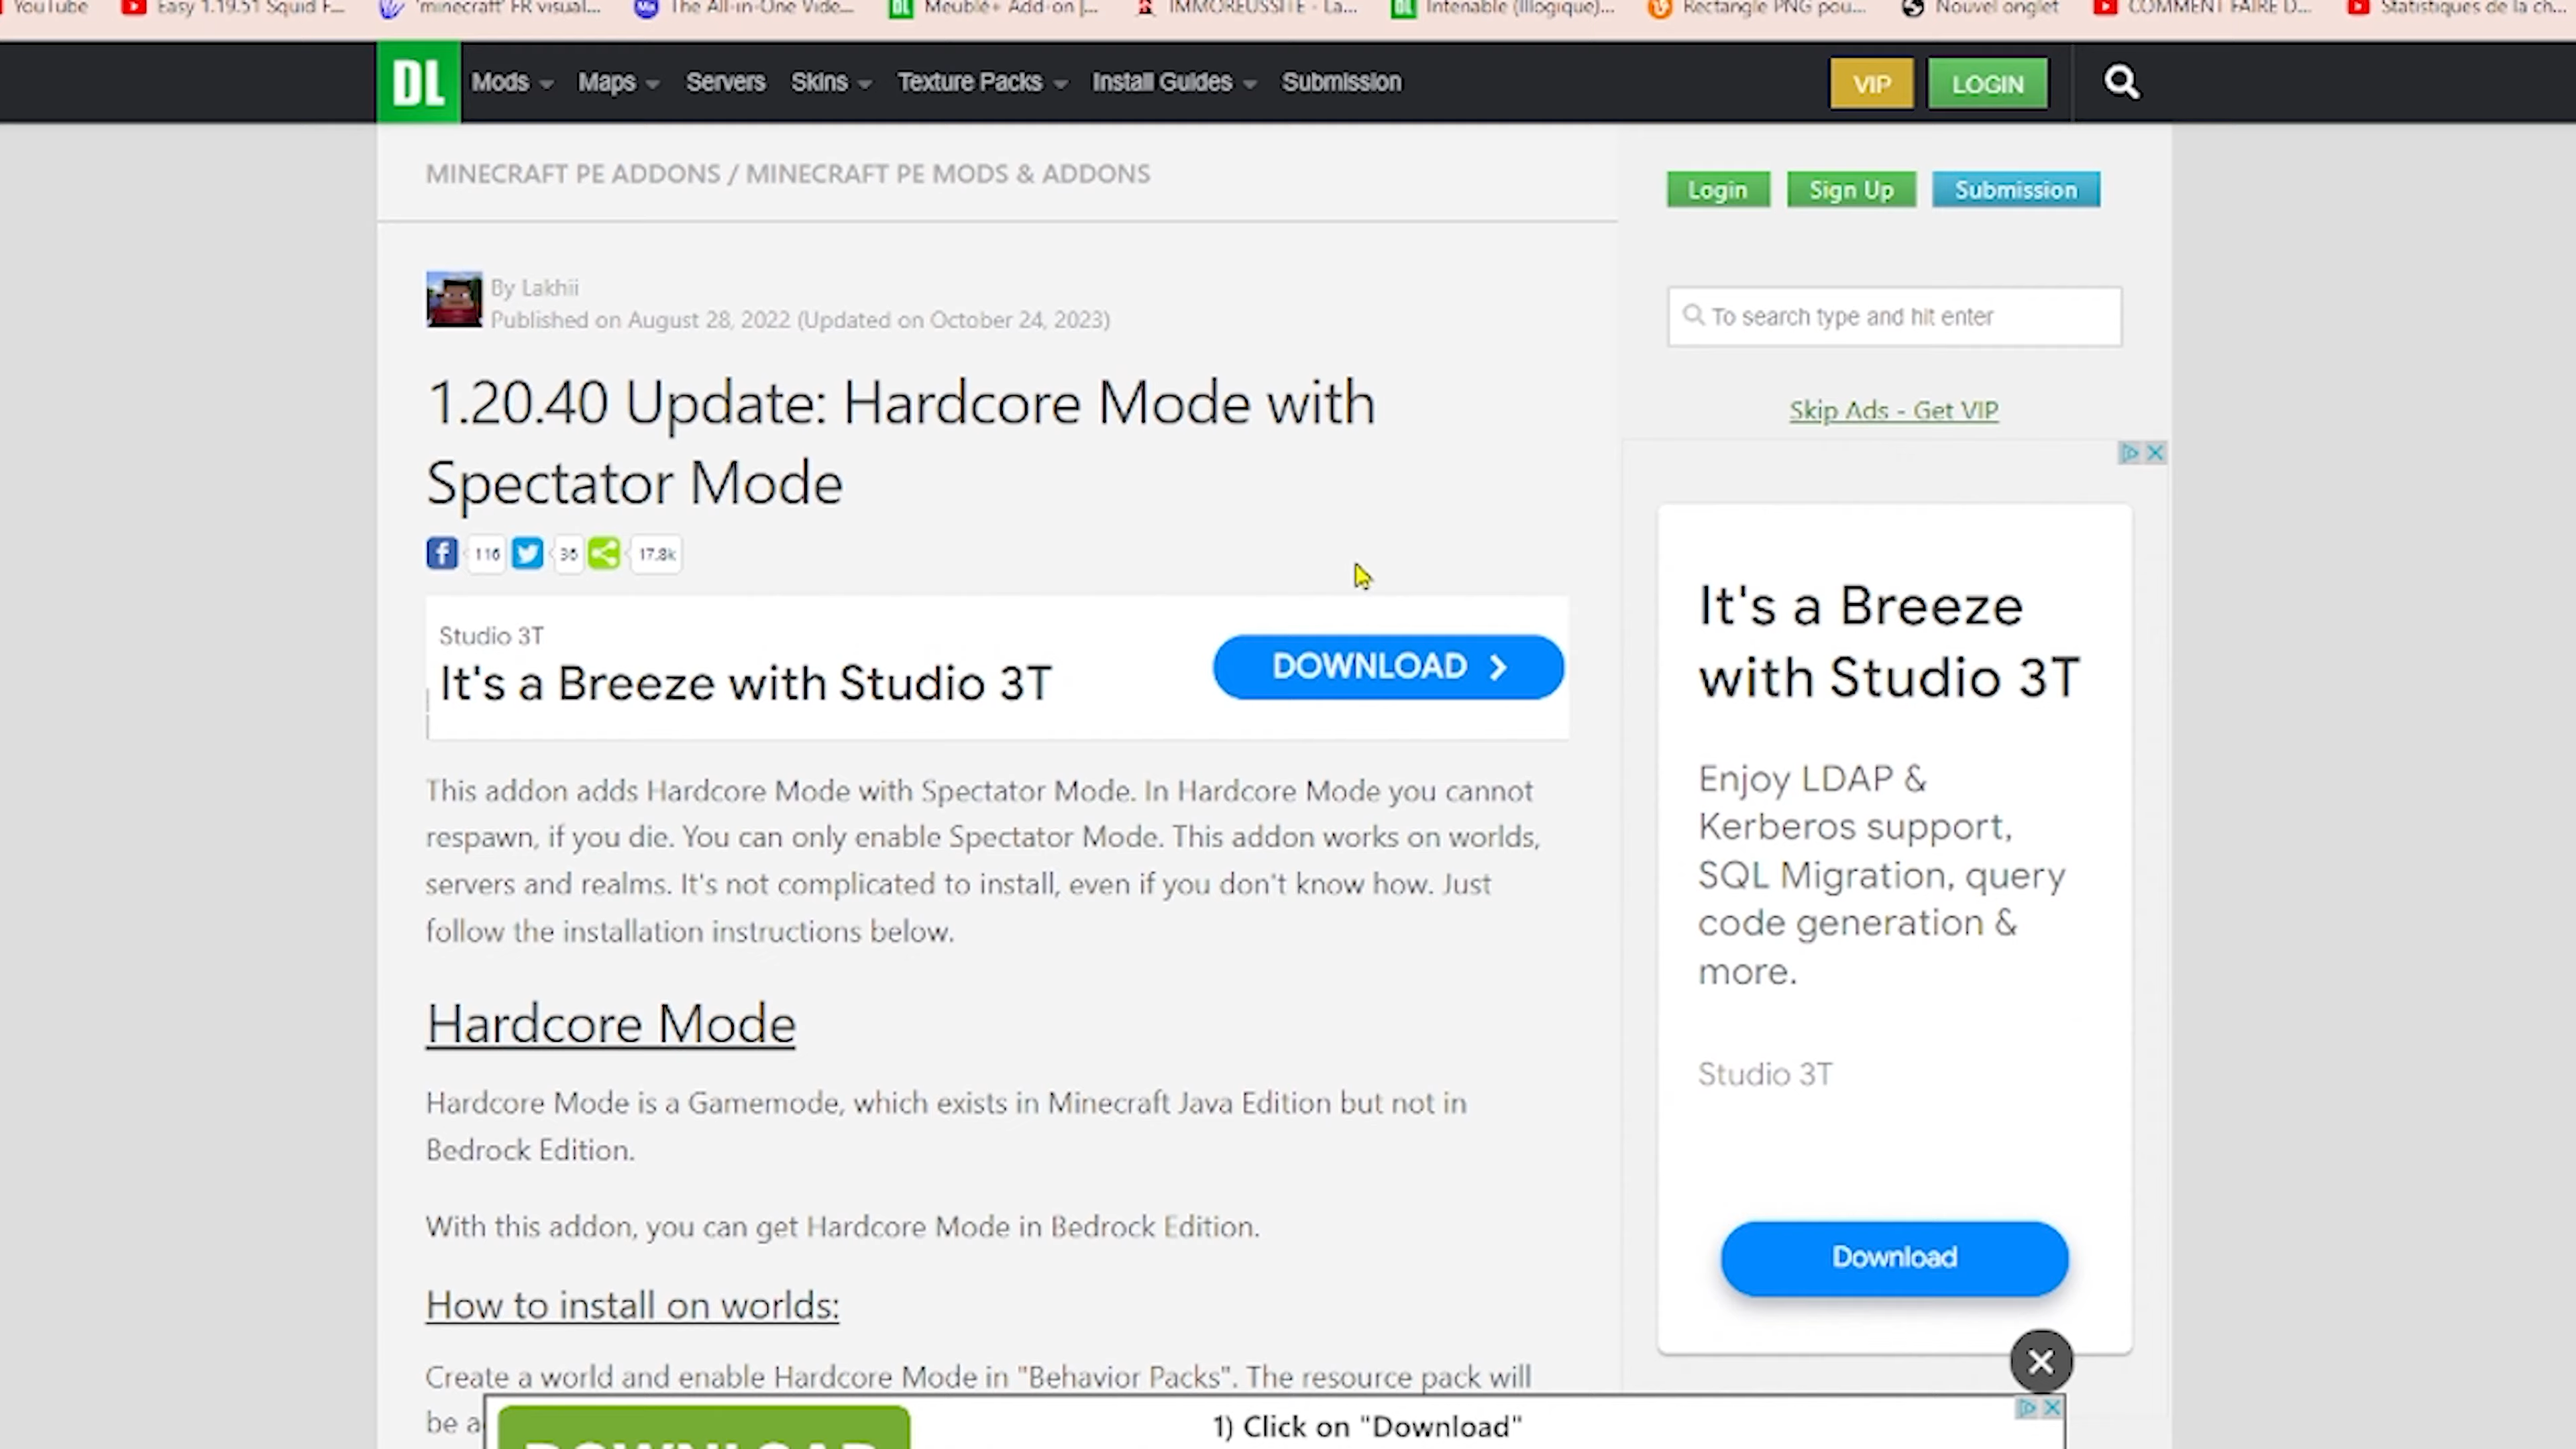 YouTube
Easy 1.19.51 Squid F...
'minecraft' FR visual...
The All-in-One Vide...
DL Meublé+ Add-on |...
IMMOREUSSITE - La...
DL Intenable (Illogique)...
Rectangle PNG pou...
Nouvel onglet
COMMENT FAIRE D...
Statistiques de la ch...
DL Mods Maps Servers Skins Texture Packs Install Guides Submission VIP LOGIN
MINECRAFT PE ADDONS / MINECRAFT PE MODS & ADDONS
Login Sign Up Submission
By Lakhii
Published on August 28, 2022 (Updated on October 24, 2023)
To search type and hit enter
1.20.40 Update: Hardcore Mode with
Spectator Mode
Skip Ads - Get VIP
116 36 17.8k
Studio 3T
It's a Breeze with Studio 3T
DOWNLOAD
This addon adds Hardcore Mode with Spectator Mode. In Hardcore Mode you cannot
respawn, if you die. You can only enable Spectator Mode. This addon works on worlds,
servers and realms. It's not complicated to install, even if you don't know how. Just
follow the installation instructions below.
Hardcore Mode
Hardcore Mode is a Gamemode, which exists in Minecraft Java Edition but not in
Bedrock Edition.
With this addon, you can get Hardcore Mode in Bedrock Edition.
How to install on worlds:
Create a world and enable Hardcore Mode in "Behavior Packs". The resource pack will
be a
It's a Breeze
with Studio 3T
Enjoy LDAP &
Kerberos support,
SQL Migration, query
code generation &
more.
Studio 3T
Download
DOWNLOAD
1) Click on "Download"